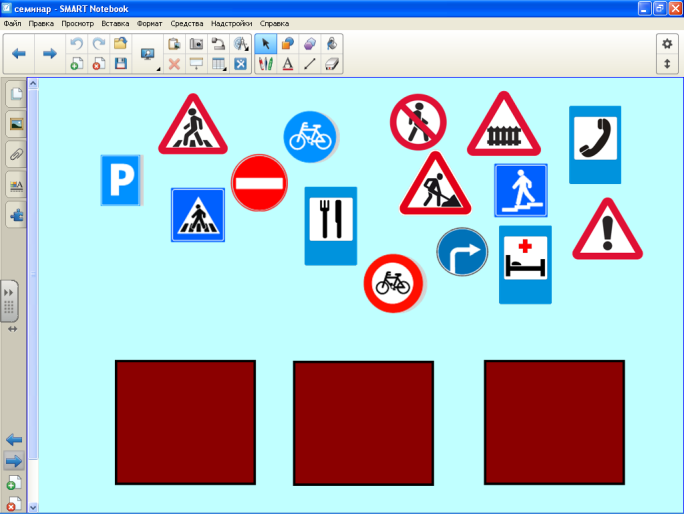 семинар - SMART Notebook
Файл Правка Просмотр Вставка Формат Средства Надстройки Справка
P